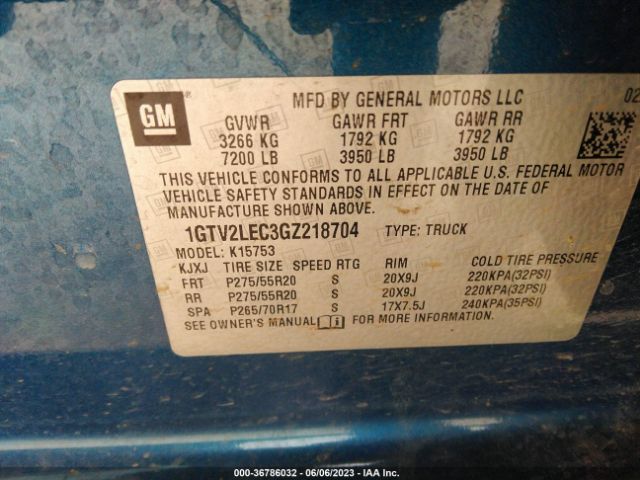 GM
MFD BY GENERAL MOTORS LLC 02
GVWR GAWR FRT GAWR RR
3266 KG 1792 KG 1792 KG
7200 LB 3950 LB 3950 LB
THIS VEHICLE CONFORMS TO ALL APPLICABLE U.S. FEDERAL MOTOR
VEHICLE SAFETY STANDARDS IN EFFECT ON THE DATE OF
MANUFACTURE SHOWN ABOVE.
1GTV2LEC3GZ218704 TYPE: TRUCK
MODEL: K15753
KJXJ TIRE SIZE SPEED RTG RIM COLD TIRE PRESSURE
FRT P275/55R20 S 20X9J 220KPA(32PSI)
RR P275/55R20 S 20X9J 220KPA(32PSI)
SPA P265/70R17 S 17X7.5J 240KPA(35PSI)
SEE OWNER'S MANUAL i FOR MORE INFORMATION.
000-36786032 - 06/06/2023 - IAA Inc.